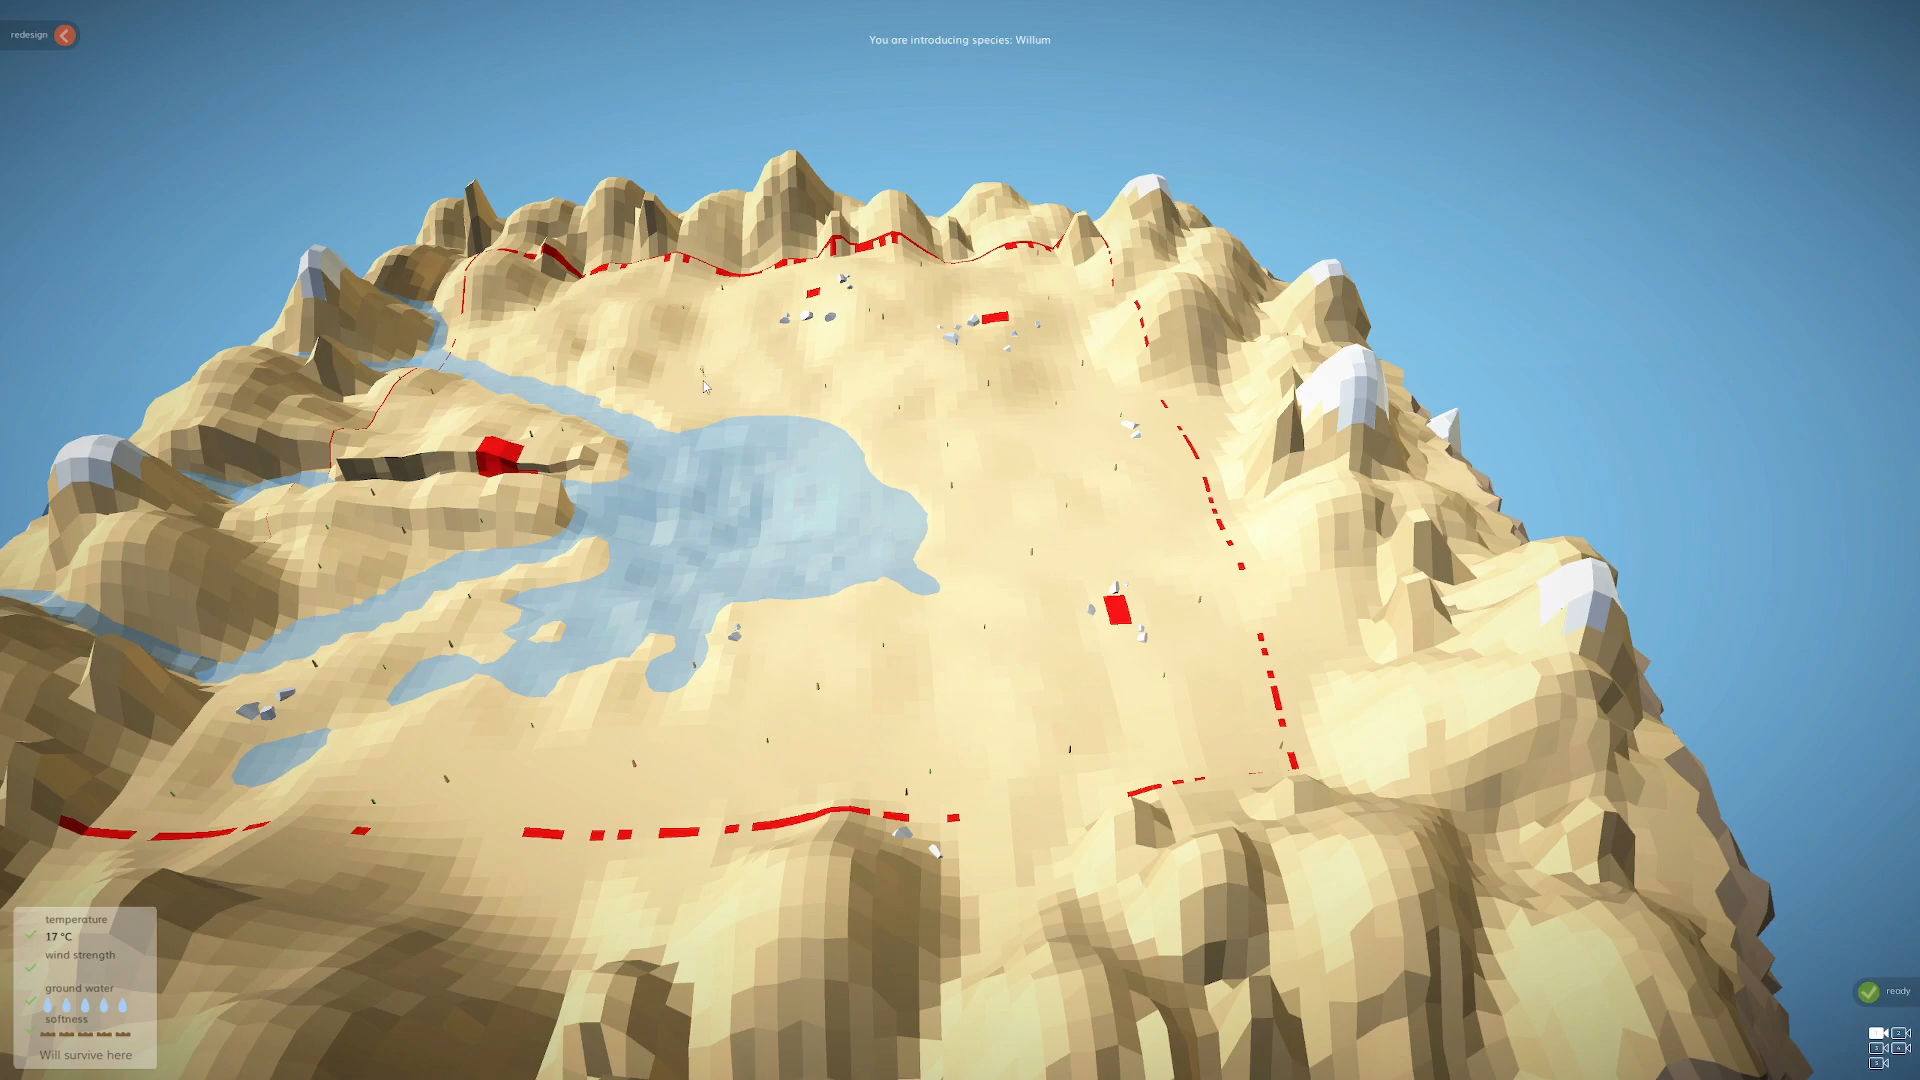 redesign
You are introducing species: Willum
temperature
17 °C
wind strength
ground water
softness
Will survive here
ready